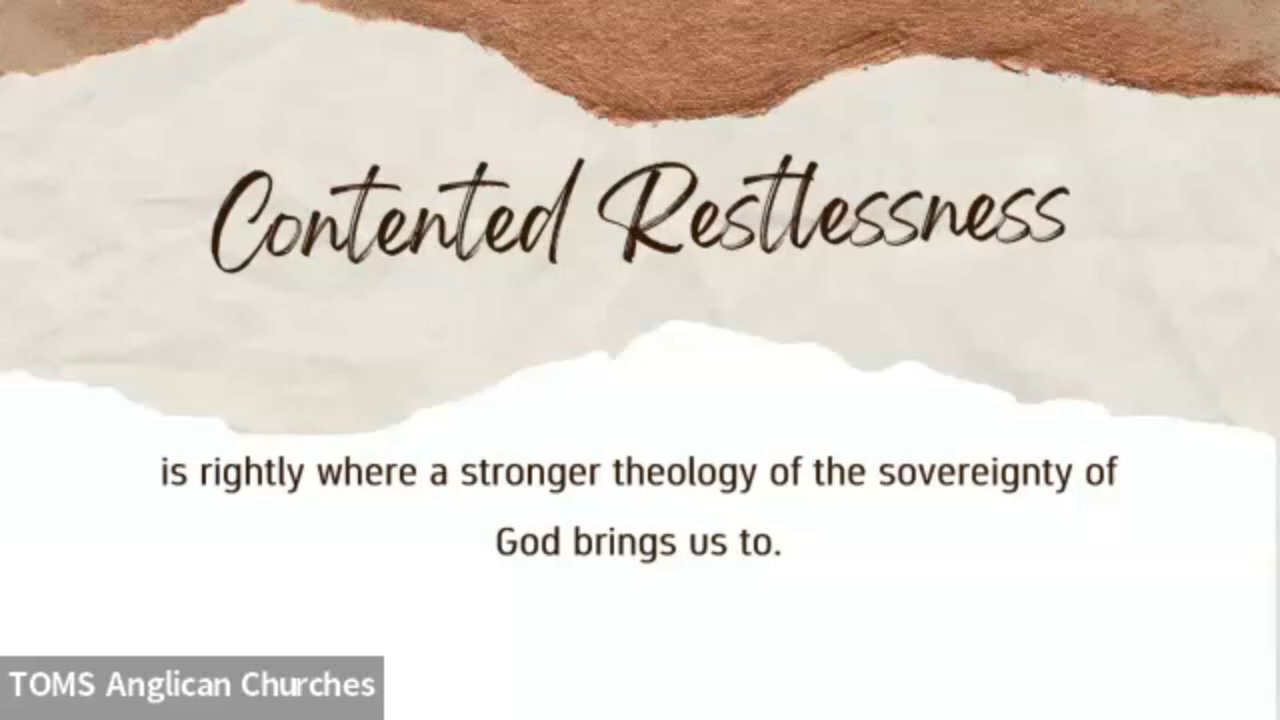 Contented Restlessness
is rightly where a stronger theology of the sovereignty of
God brings us to.
TOMS Anglican Churches